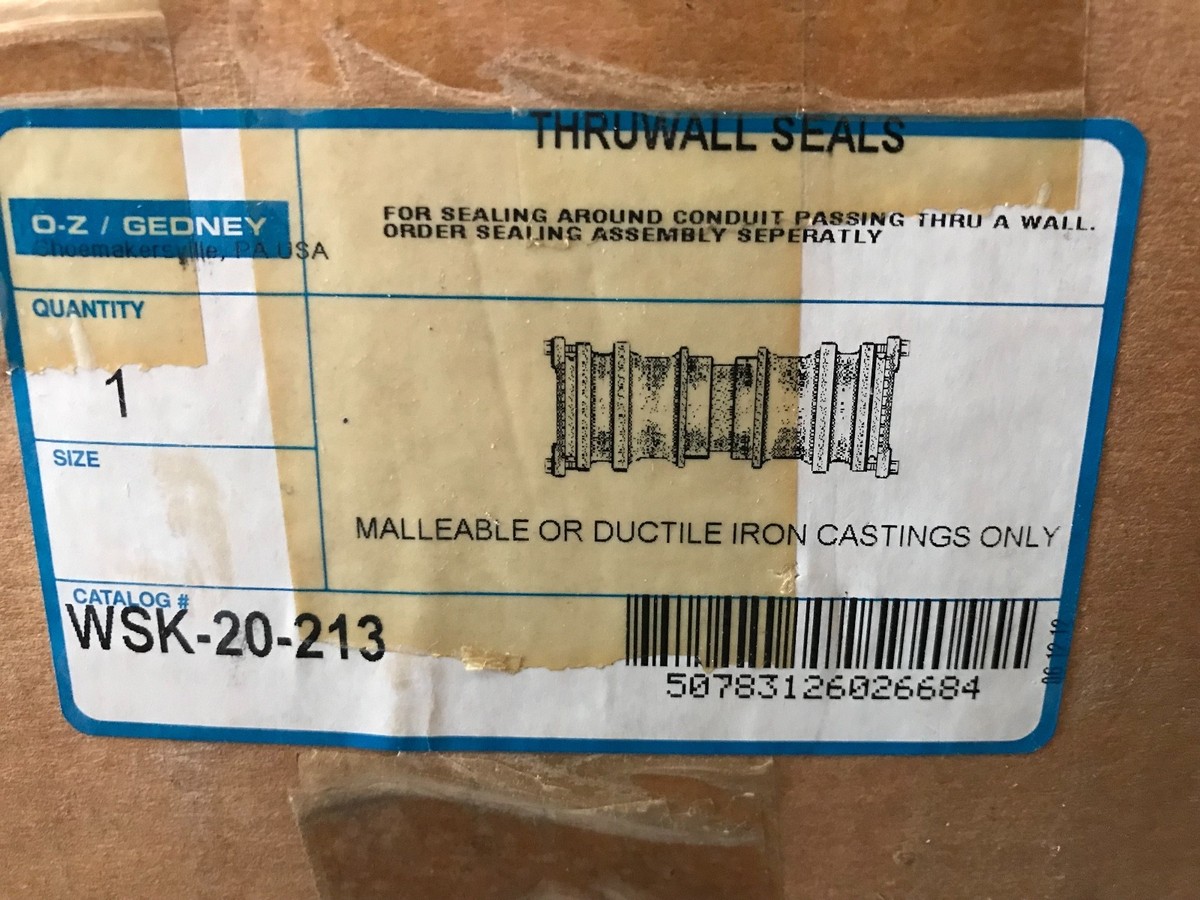 THRUWALL SEALS
O-Z / GEDNEY
Shoemakersville, PA USA
FOR SEALING AROUND CONDUIT PASSING THRU A WALL.
ORDER SEALING ASSEMBLY SEPERATLY
QUANTITY
1
SIZE
MALLEABLE OR DUCTILE IRON CASTINGS ONLY
CATALOG #
WSK-20-213
50783126026684